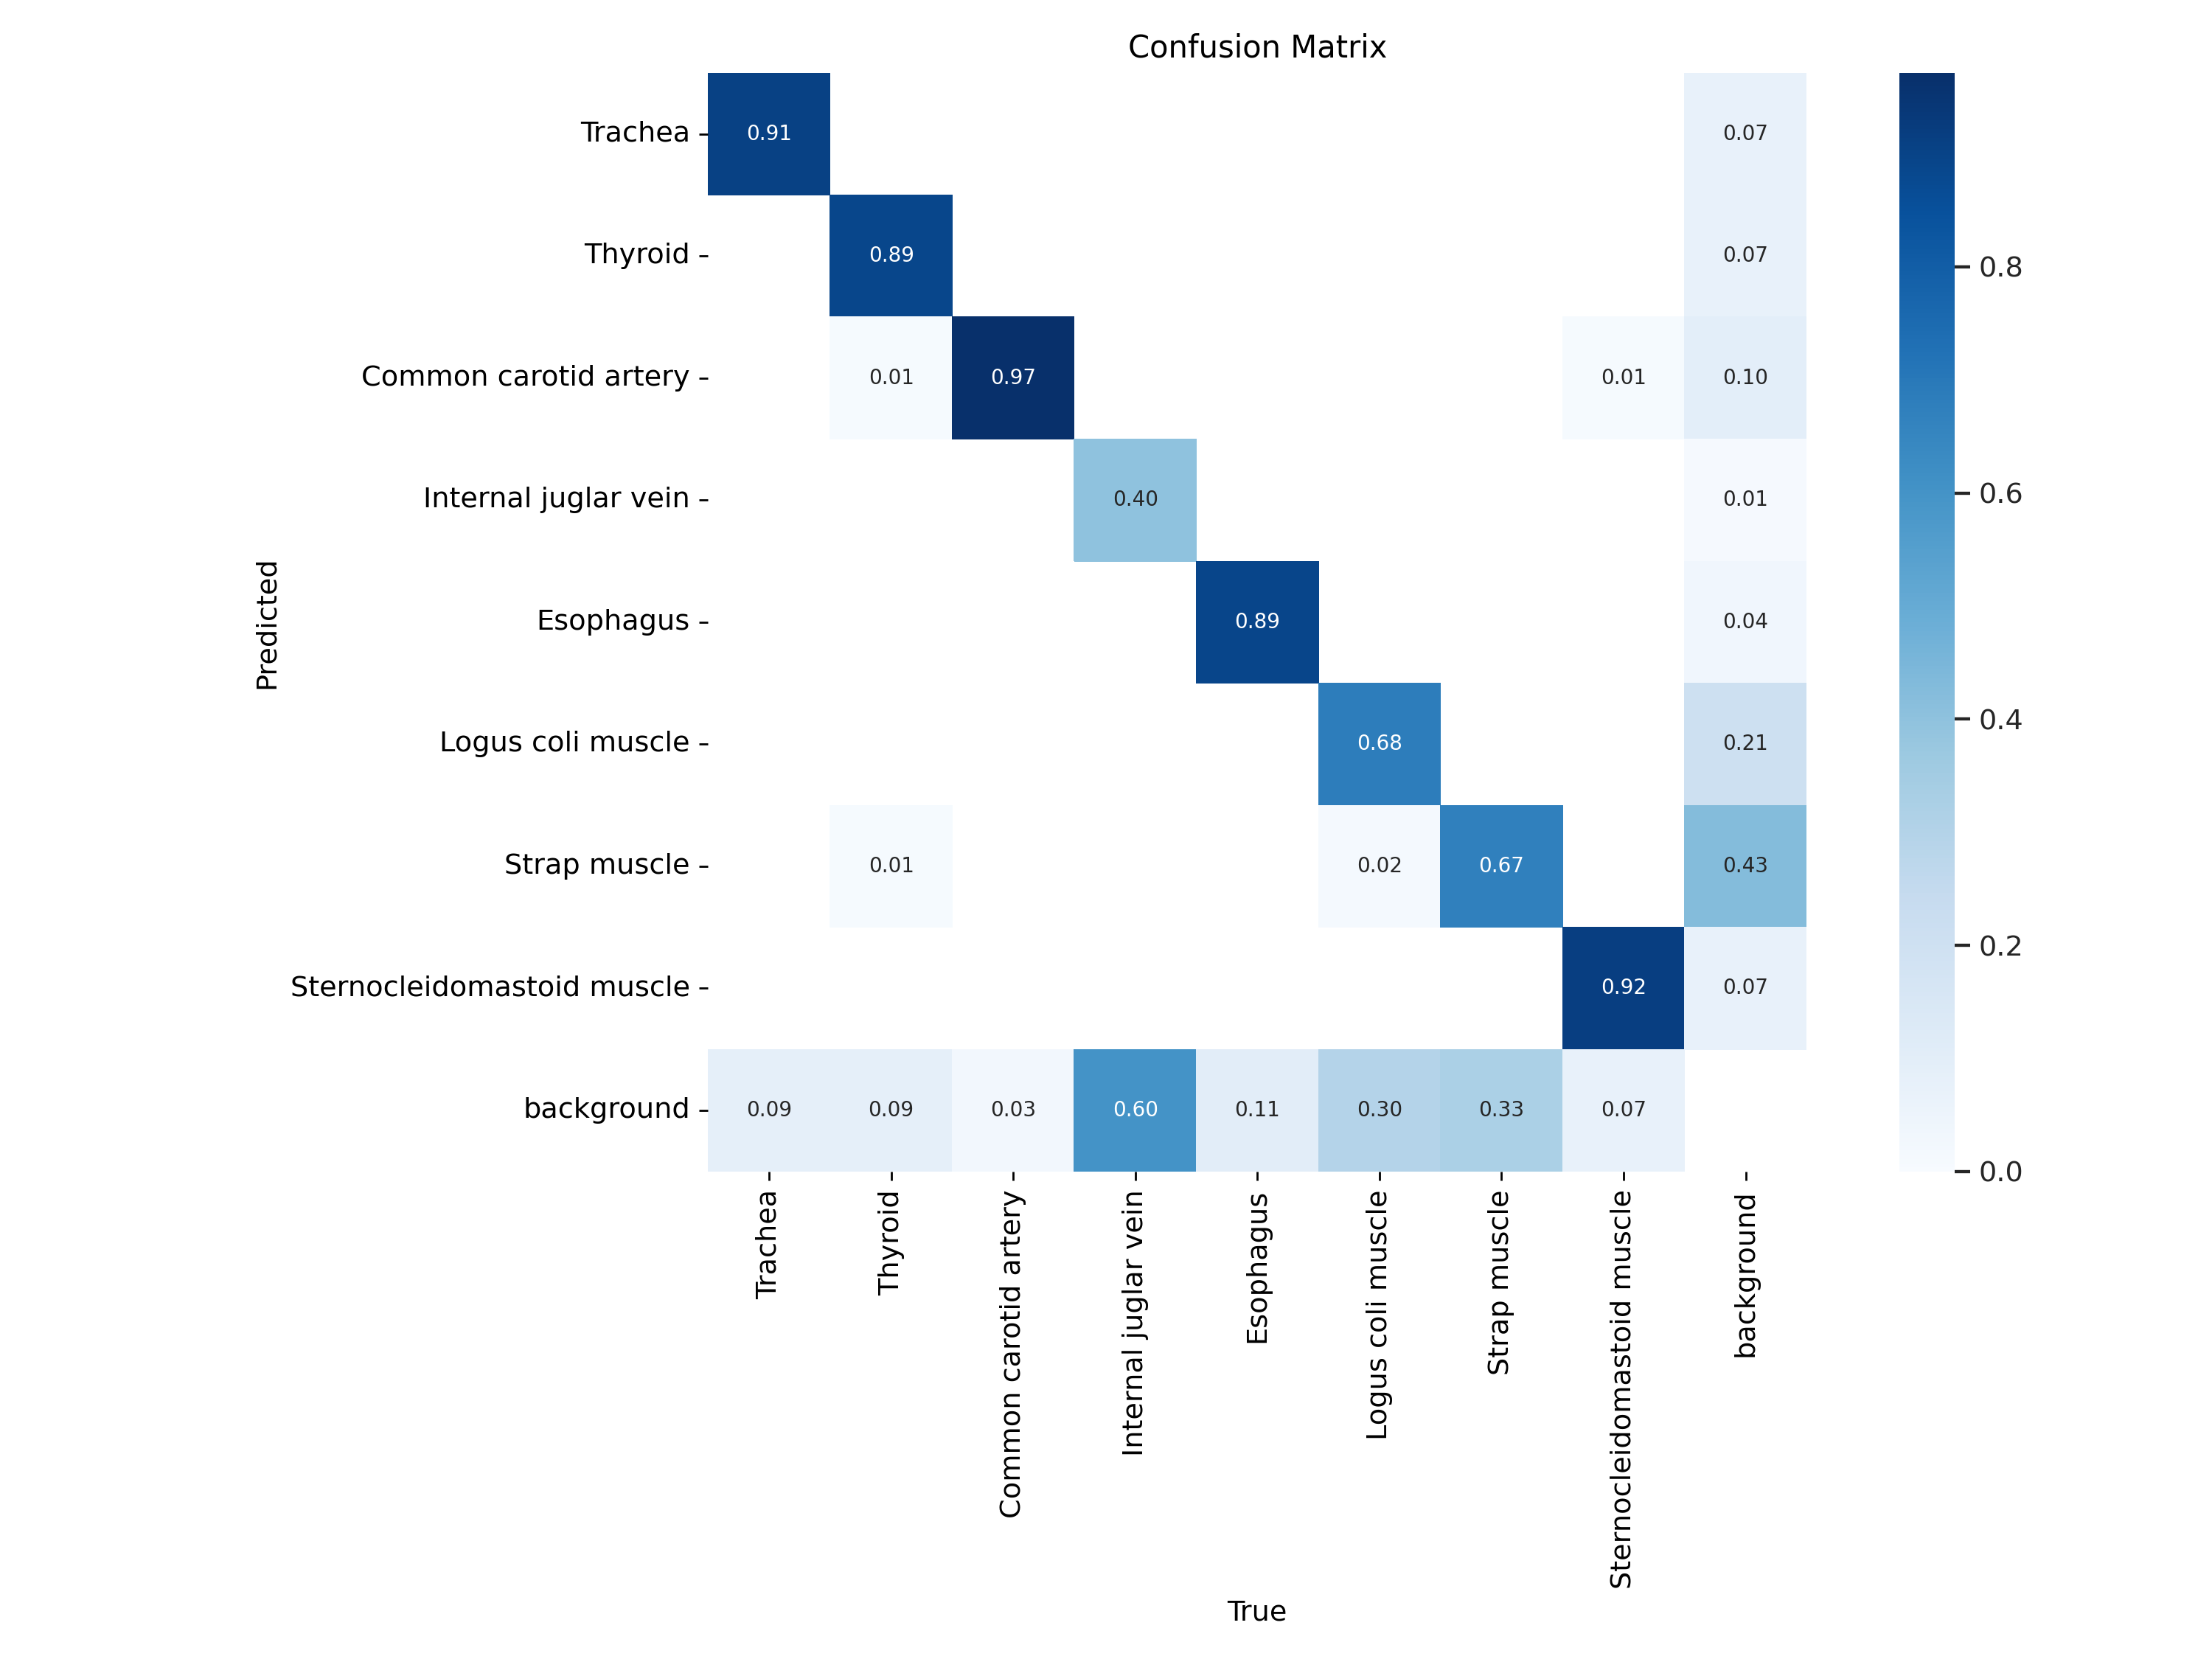 Confusion Matrix
Trachea
0.91
0.07
Thyroid
0.89
0.07
0.8
Common carotid artery
0.01
0.97
0.01
0.10
Internal juglar vein
0.40
0.01
0.6
Predicted
Esophagus
0.89
0.04
Logus coli muscle
0.68
0.21
0.4
Strap muscle
0.01
0.02
0.67
0.43
Sternocleidomastoid muscle
0.92
0.07
0.2
background
0.09
0.09
0.03
0.60
0.11
0.30
0.33
0.07
0.0
Trachea
Thyroid
Common carotid artery
Internal juglar vein
Esophagus
Logus coli muscle
Strap muscle
Sternocleidomastoid muscle
background
True